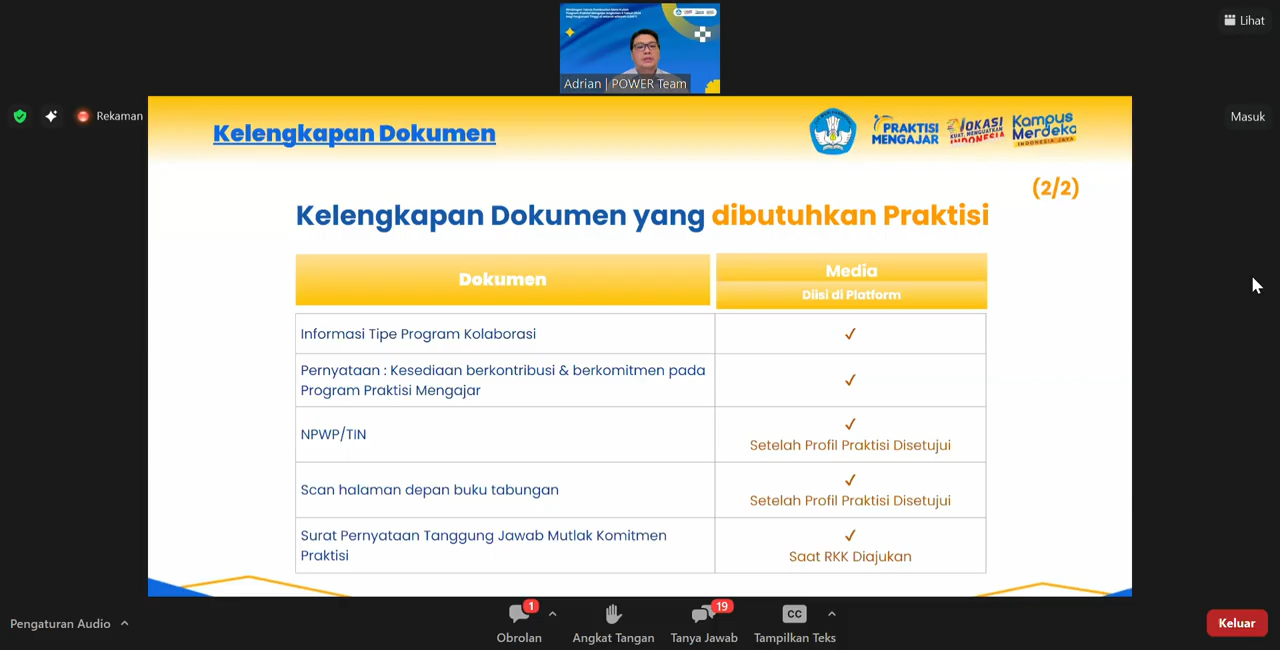 Lihat
Adrian | POWER Team
Rekaman
Masuk
Kelengkapan Dokumen
PRAKTISI
MENGAJAR
VOKASI
KUAT, MENGUATKAN
INDONESIA
Kampus
Merdeka
INDONESIA JAYA
(2/2)
Kelengkapan Dokumen yang dibutuhkan Praktisi
Dokumen
Media
Diisi di Platform
Informasi Tipe Program Kolaborasi
✓
Pernyataan : Kesediaan berkontribusi & berkomitmen pada
Program Praktisi Mengajar
✓
NPWP/TIN
✓
Setelah Profil Praktisi Disetujui
Scan halaman depan buku tabungan
✓
Setelah Profil Praktisi Disetujui
Surat Pernyataan Tanggung Jawab Mutlak Komitmen
Praktisi
✓
Saat RKK Diajukan
Pengaturan Audio
1
Obrolan
Angkat Tangan
19
Tanya Jawab
CC
Tampilkan Teks
Keluar